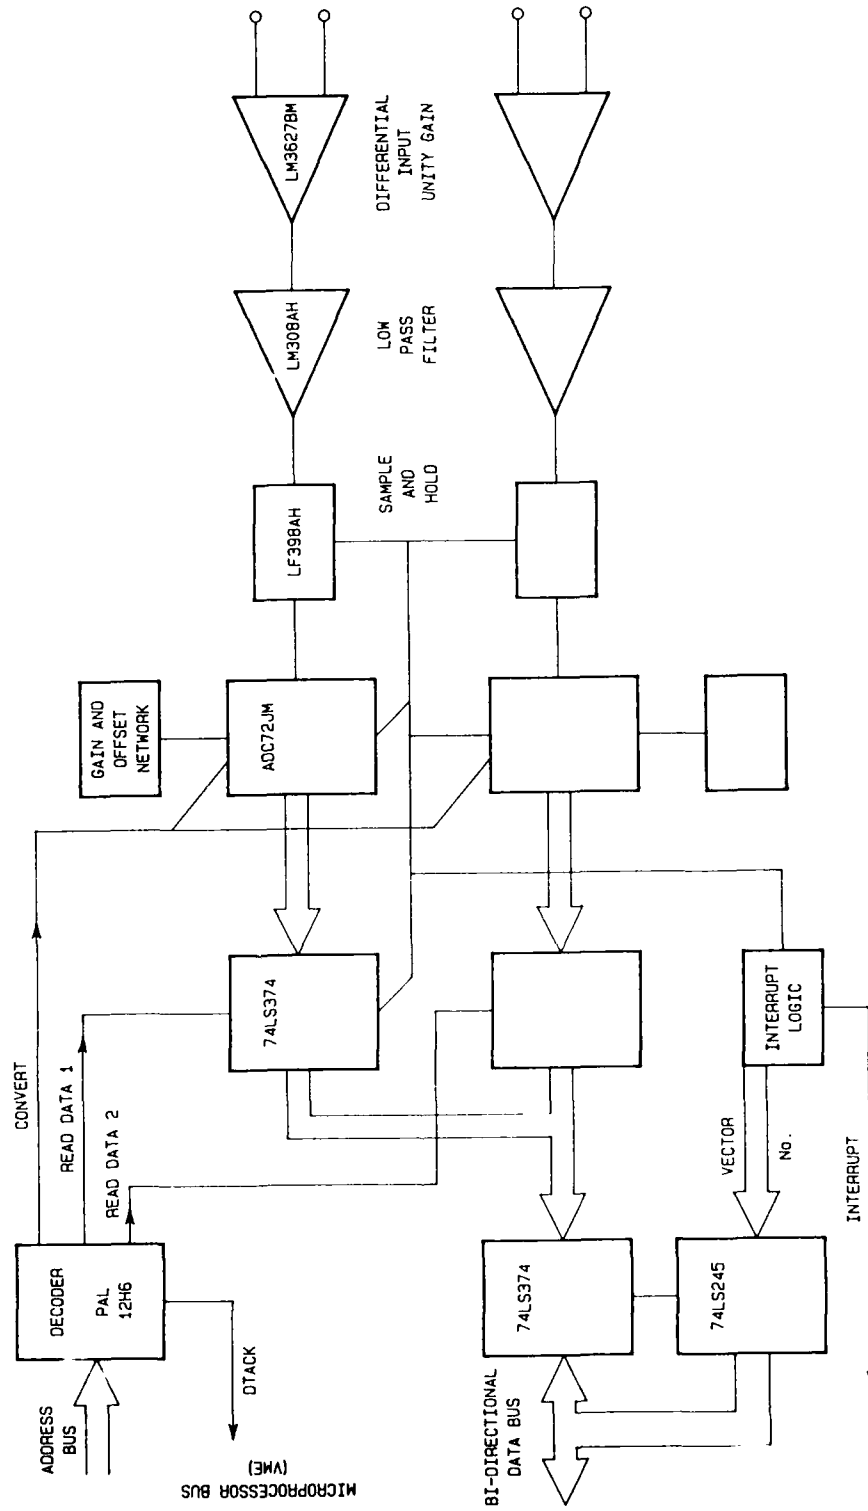 ADDRESS
BUS
DECODER
PAL
12H6
CONVERT
READ DATA 1
READ DATA 2
DTACK
MICROPROCESSOR BUS
(VME)
GAIN AND
OFFSET
NETWORK
74LS374
ADC72JM
LF398AH
LM308AH
LM3627BM
SAMPLE
AND
HOLD
LOW
PASS
FILTER
DIFFERENTIAL
INPUT
UNITY GAIN
BI-DIRECTIONAL
DATA BUS
74LS374
74LS245
VECTOR
No.
INTERRUPT
LOGIC
INTERRUPT